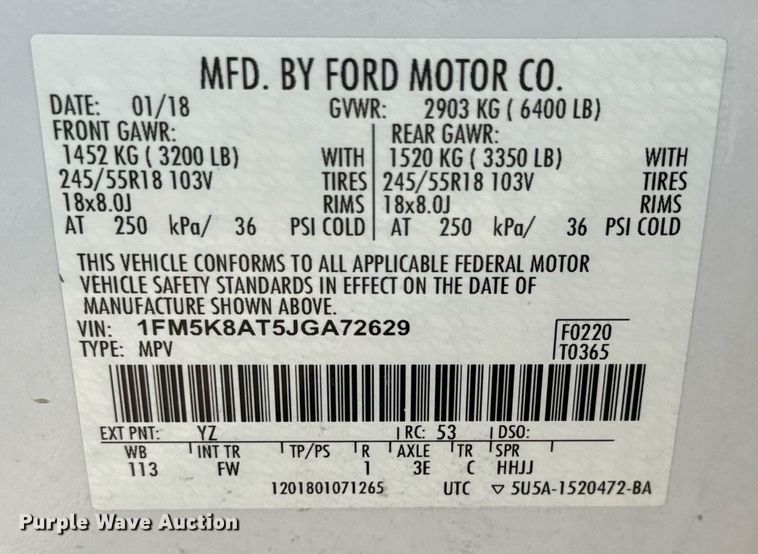 MFD. BY FORD MOTOR CO.
DATE: 01/18 GVWR: 2903 KG ( 6400 LB)
FRONT GAWR: REAR GAWR:
1452 KG ( 3200 LB) WITH 1520 KG ( 3350 LB) WITH
245/55R18 103V TIRES 245/55R18 103V TIRES
18x8.0J RIMS 18x8.0J RIMS
AT 250 kPa/ 36 PSI COLD AT 250 kPa/ 36 PSI COLD
THIS VEHICLE CONFORMS TO ALL APPLICABLE FEDERAL MOTOR
VEHICLE SAFETY STANDARDS IN EFFECT ON THE DATE OF
MANUFACTURE SHOWN ABOVE.
VIN: 1FM5K8AT5JGA72629 F0220
TYPE: MPV T0365
EXT PNT: YZ RC: 53 DSO:
WB INT TR TP/PS R AXLE TR SPR
113 FW 1 3E C HHJJ
1201801071265 UTC ▽ 5U5A-1520472-BA
Purple Wave Auction